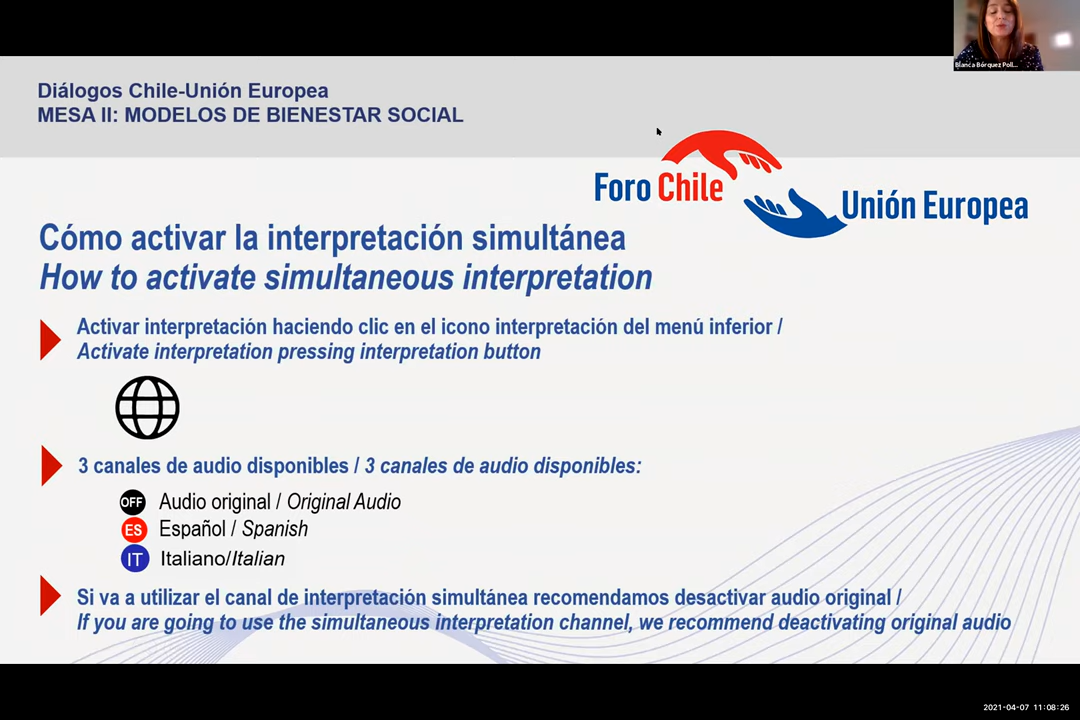 Blanca Bórquez Poll...
Diálogos Chile-Unión Europea
MESA II: MODELOS DE BIENESTAR SOCIAL
Foro Chile
Unión Europea
Cómo activar la interpretación simultánea
How to activate simultaneous interpretation
Activar interpretación haciendo clic en el icono interpretación del menú inferior /
Activate interpretation pressing interpretation button
3 canales de audio disponibles / 3 canales de audio disponibles:
OFF Audio original / Original Audio
ES Español / Spanish
IT Italiano/Italian
Si va a utilizar el canal de interpretación simultánea recomendamos desactivar audio original /
If you are going to use the simultaneous interpretation channel, we recommend deactivating original audio
2021-04-07 11:08:26